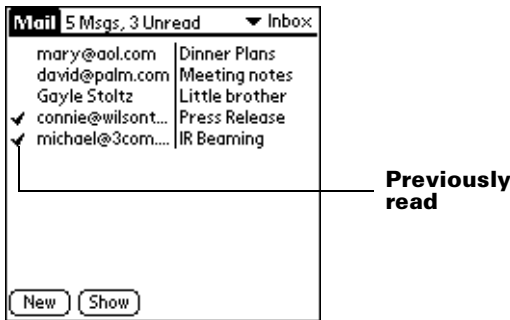 Mail 5 Msgs, 3 Unread Inbox
mary@aol.com Dinner Plans
david@palm.com Meeting notes
Gayle Stoltz Little brother
connie@wilsont... Press Release
michael@3com.... IR Beaming
Previously
read
New Show